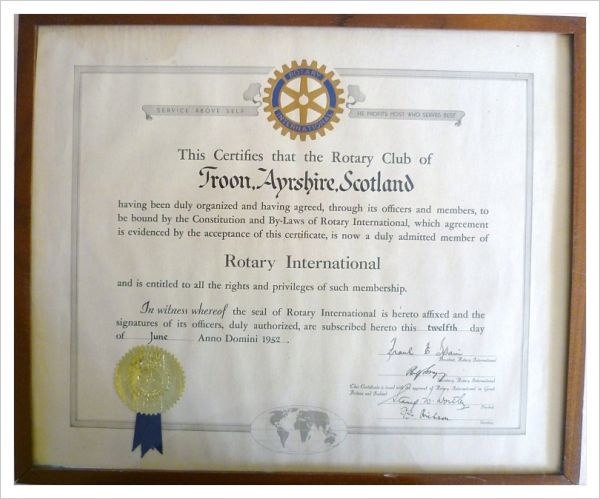 ROTARY
INTERNATIONAL
SERVICE ABOVE SELF
HE PROFITS MOST WHO SERVES BEST
This Certifies that the Rotary Club of
Troon, Ayrshire, Scotland
having been duly organized and having agreed, through its officers and members, to
be bound by the Constitution and By-Laws of Rotary International, which agreement
is evidenced by the acceptance of this certificate, is now a duly admitted member of
Rotary International
and is entitled to all the rights and privileges of such membership.
In witness whereof the seal of Rotary International is hereto affixed and the
signatures of its officers, duly authorized, are subscribed hereto this twelfth day
of June Anno Domini 1952.
Frank E Spain
President, Rotary International
Secretary, Rotary International
This Certificate is issued with the approval of Rotary International in Great
Britain and Ireland
President
Secretary